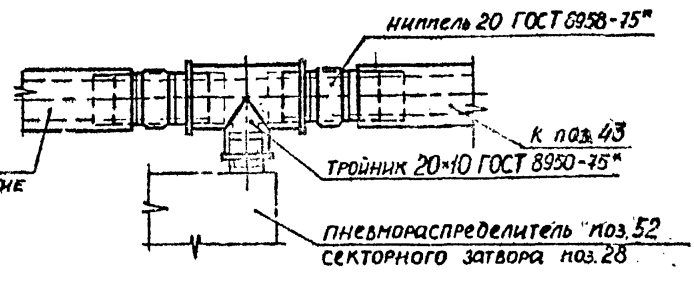 ниппель 20 ГОСТ 8958-75*
К поз. 43
тройник 20×10 ГОСТ 8950-75*
ие
пневмораспределитель поз. 52
секторного затвора поз. 28